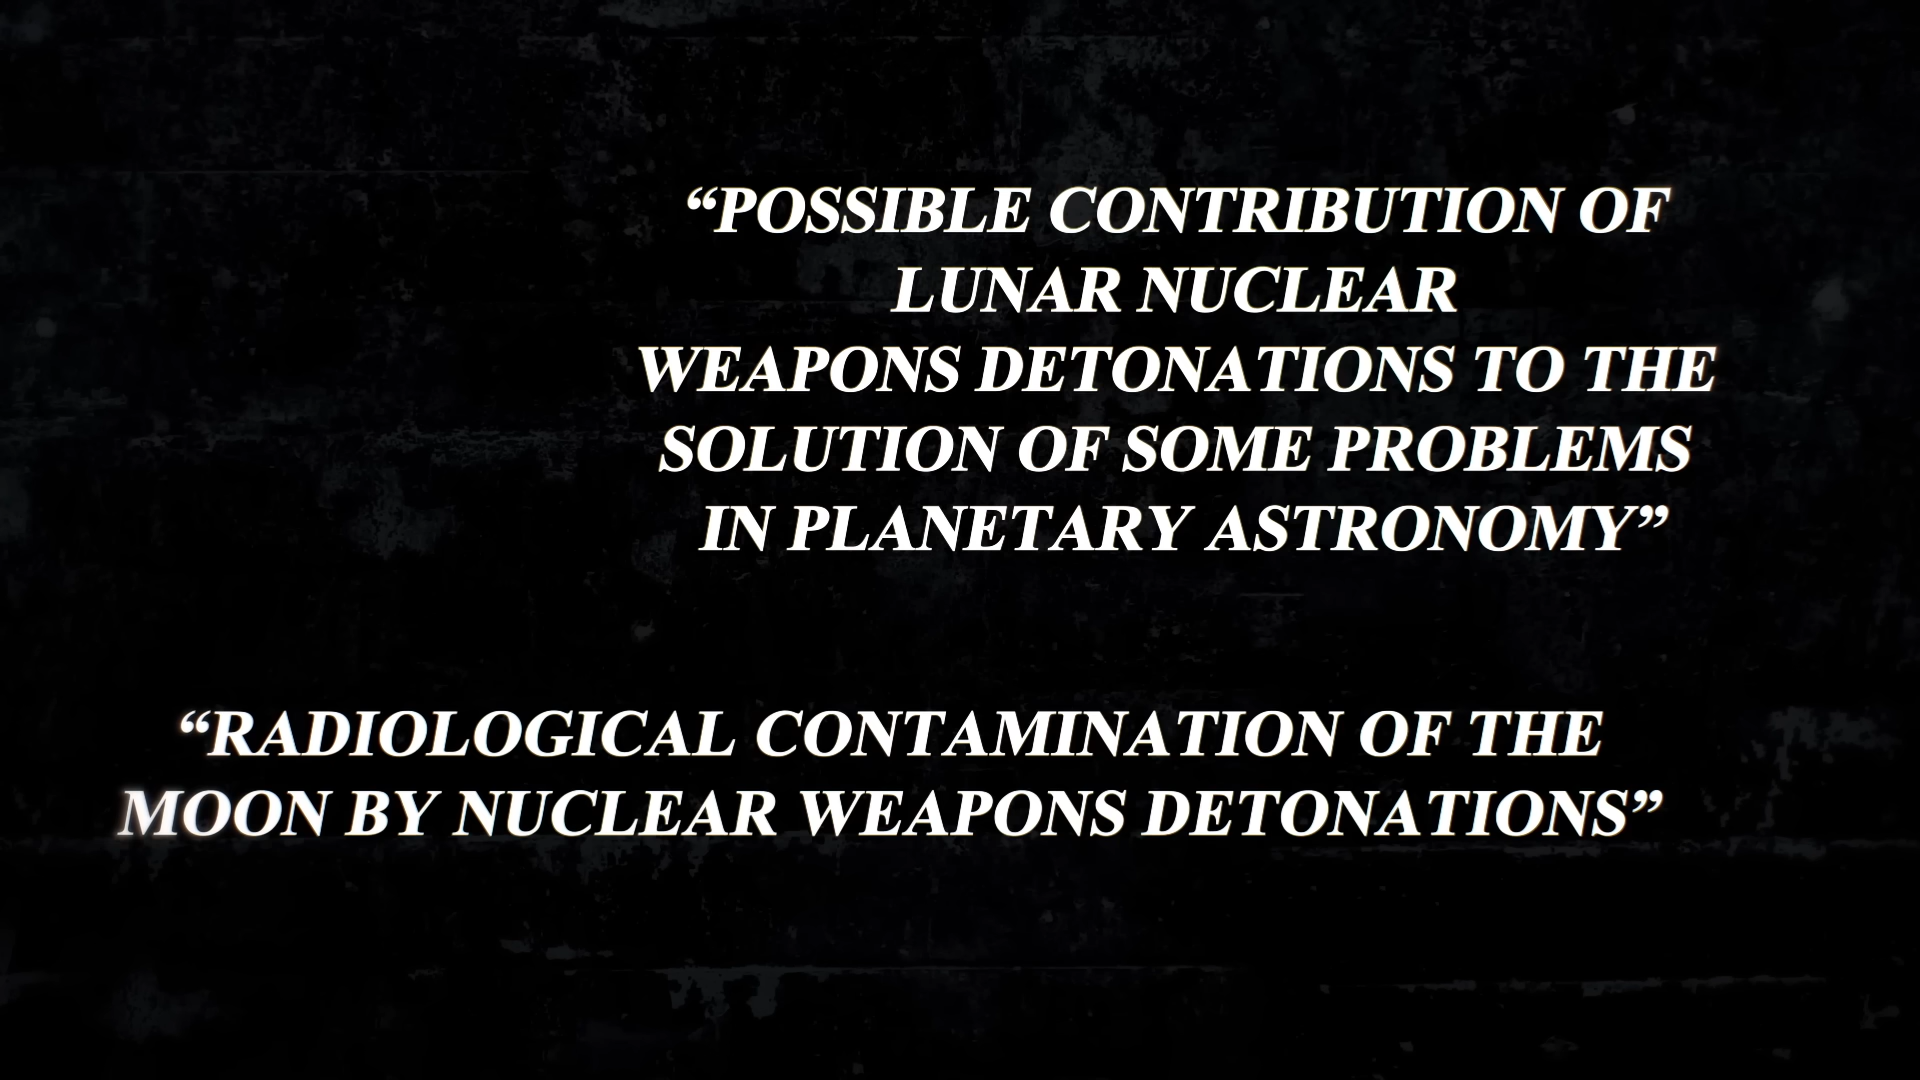 “POSSIBLE CONTRIBUTION OF
LUNAR NUCLEAR
WEAPONS DETONATIONS TO THE
SOLUTION OF SOME PROBLEMS
IN PLANETARY ASTRONOMY”
“RADIOLOGICAL CONTAMINATION OF THE
MOON BY NUCLEAR WEAPONS DETONATIONS”